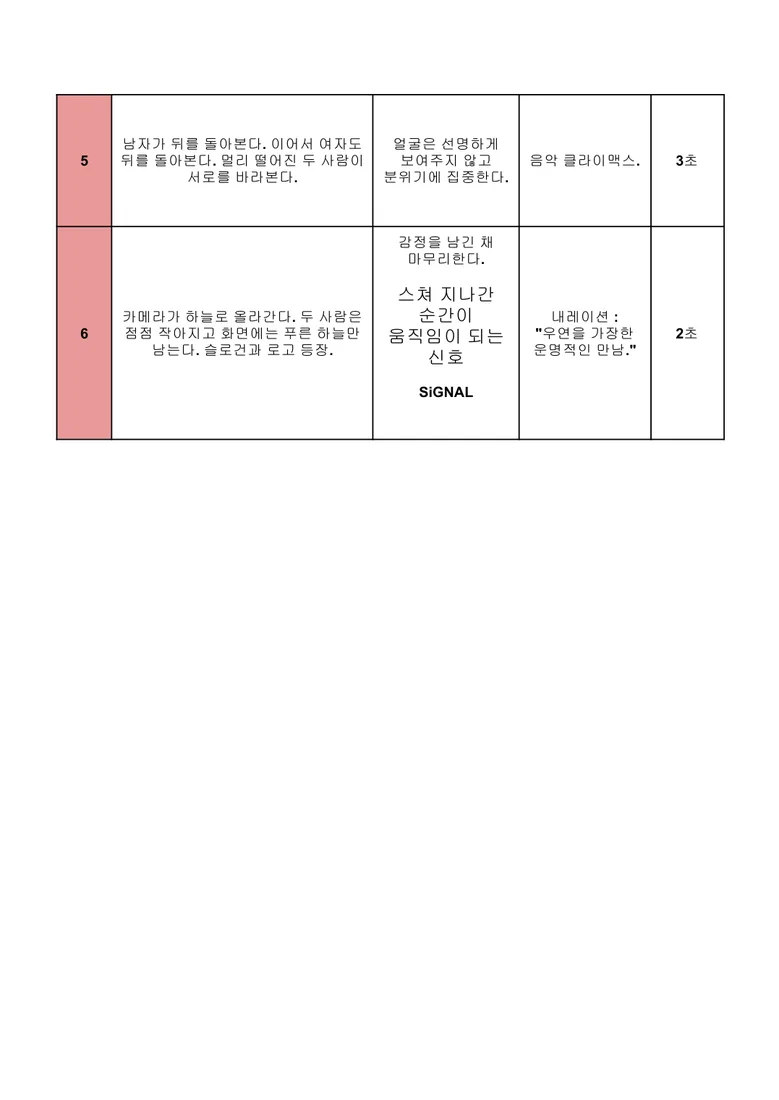 5
남자가 뒤를 돌아본다. 이어서 여자도
뒤를 돌아본다. 멀리 떨어진 두 사람이
서로를 바라본다.
얼굴은 선명하게
보여주지 않고
분위기에 집중한다.
음악 클라이맥스.
3초
6
카메라가 하늘로 올라간다. 두 사람은
점점 작아지고 화면에는 푸른 하늘만
남는다. 슬로건과 로고 등장.
감정을 남긴 채
마무리한다.
스쳐 지나간
순간이
움직임이 되는
신호
SiGNAL
내레이션 :
"우연을 가장한
운명적인 만남."
2초